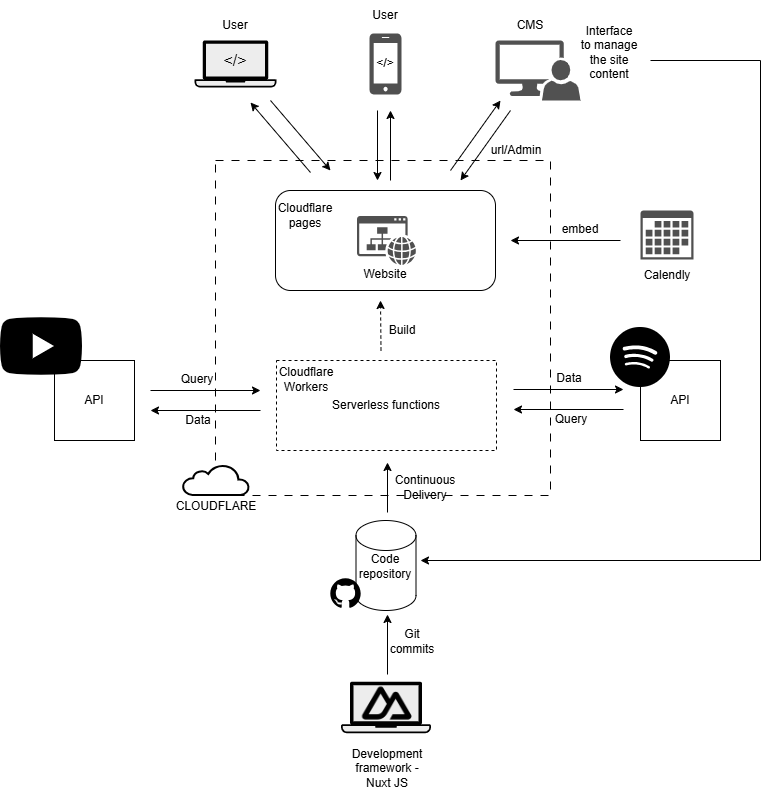 User
</>
User
</>
CMS
Interface
to manage
the site
content
url/Admin
Cloudflare
pages
Website
embed
Calendly
Build
API
Query
Data
Cloudflare
Workers
Serverless functions
Data
Query
API
CLOUDFLARE
Continuous
Delivery
Code
repository
Git
commits
Development
framework -
Nuxt JS